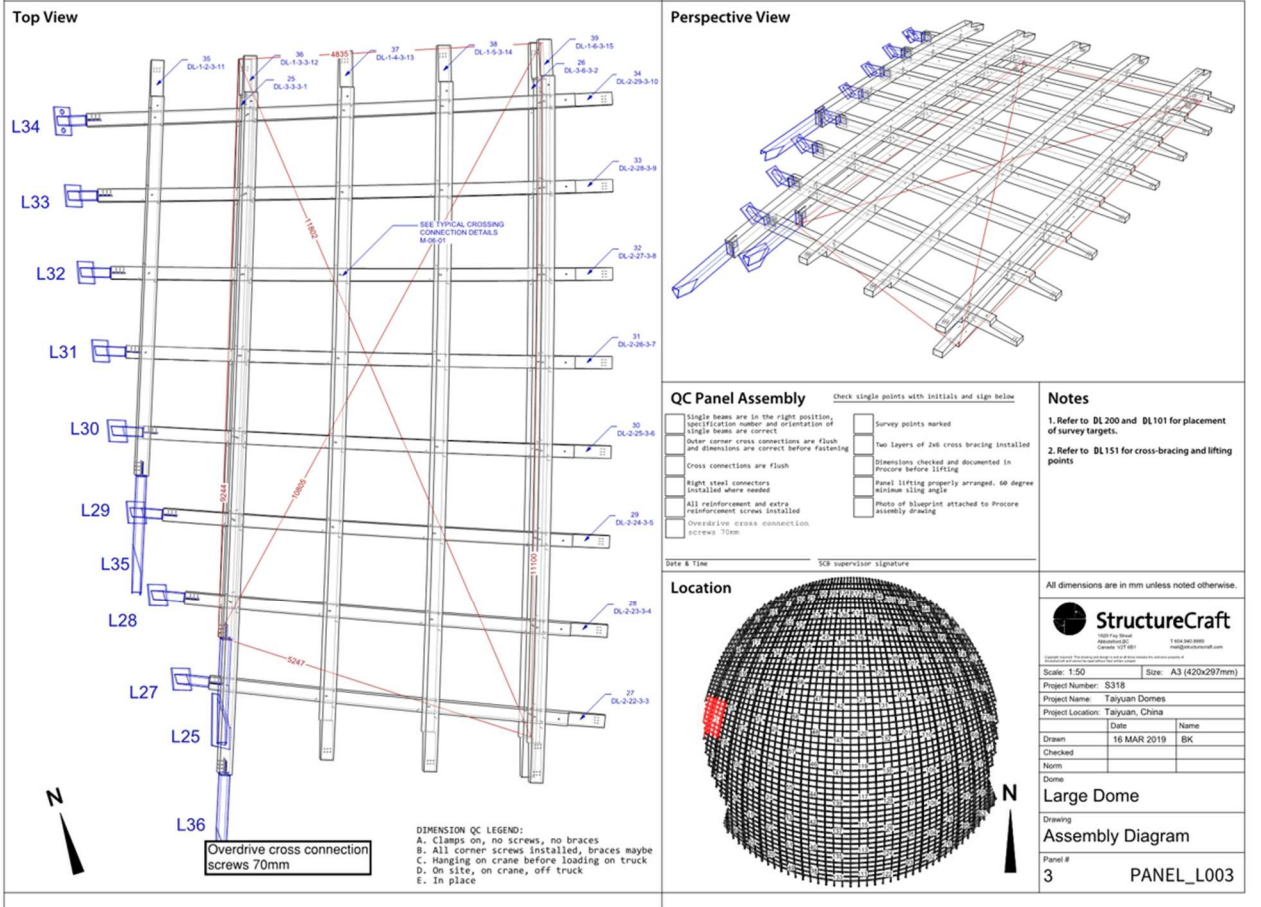 Top View
35
DL-1-2-3-11
36
DL-1-3-3-12
25
DL-3-3-3-1
4835
37
DL-1-4-3-13
38
DL-1-5-3-14
39
DL-1-6-3-15
26
DL-3-6-3-2
34
DL-2-29-3-10
L34
33
DL-2-28-3-9
L33
11802
SEE TYPICAL CROSSING
CONNECTION DETAILS
M-06-01
32
DL-2-27-3-8
L32
31
DL-2-26-3-7
L31
30
DL-2-25-3-6
L30
9244
10805
29
DL-2-24-3-5
L29
L35
11100
28
DL-2-23-3-4
L28
5247
27
DL-2-22-3-3
L27
L25
N
L36
Overdrive cross connection
screws 70mm
DIMENSION QC LEGEND:
A. Clamps on, no screws, no braces
B. All corner screws installed, braces maybe
C. Hanging on crane before loading on truck
D. On site, on crane, off truck
E. In place
Perspective View
QC Panel Assembly
Check single points with initials and sign below
Single beams are in the right position,
specification number and orientation of
single beams are correct
Outer corner cross connections are flush
and dimensions are correct before fastening
Cross connections are flush
Right steel connectors
installed where needed
All reinforcement and extra
reinforcement screws installed
Overdrive cross connection
screws 70mm
Survey points marked
Two layers of 2x6 cross bracing installed
Dimensions checked and documented in
Procore before lifting
Panel lifting properly arranged. 60 degree
minimum sling angle
Photo of blueprint attached to Procore
assembly drawing
Date & Time
SCB supervisor signature
Notes
1. Refer to DL200 and DL101 for placement
of survey targets.
2. Refer to DL151 for cross-bracing and lifting
points
Location
N
All dimensions are in mm unless noted otherwise.
StructureCraft
Scale: 1:50
Size: A3 (420x297mm)
Project Number: S318
Project Name: Taiyuan Domes
Project Location: Taiyuan, China
Date
Name
Drawn
16 MAR 2019
BK
Checked
Norm
Dome
Large Dome
Drawing
Assembly Diagram
Panel #
3
PANEL_L003